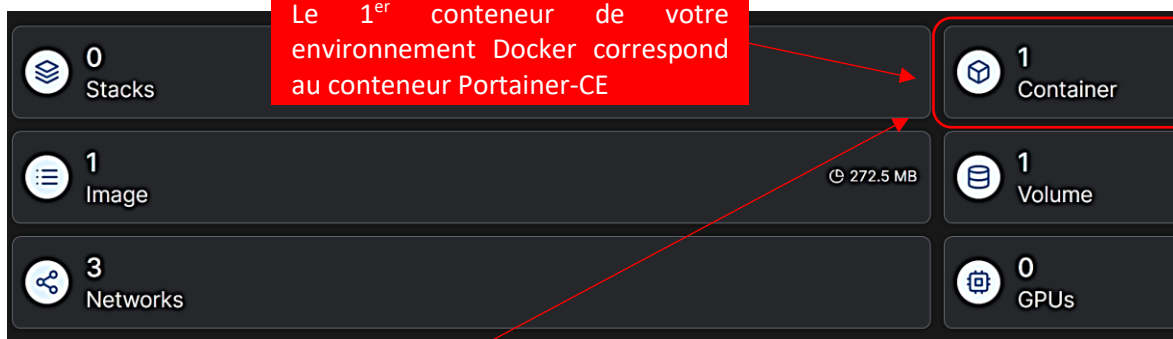 Le 1er conteneur de votre
environnement Docker correspond
au conteneur Portainer-CE
0
Stacks
1
Container
1
Image
272.5 MB
1
Volume
3
Networks
0
GPUs